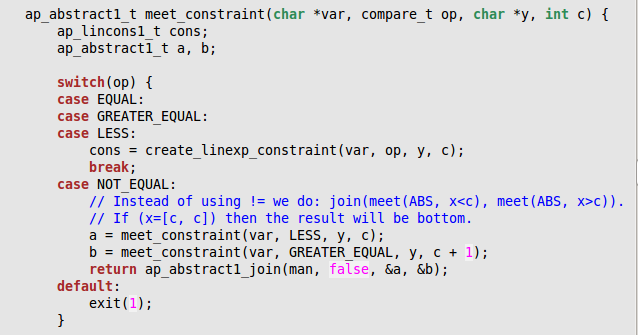 ap_abstract1_t meet_constraint(char *var, compare_t op, char *y, int c) {
    ap_lincons1_t cons;
    ap_abstract1_t a, b;

    switch(op) {
    case EQUAL:
    case GREATER_EQUAL:
    case LESS:
        cons = create_linexp_constraint(var, op, y, c);
        break;
    case NOT_EQUAL:
        // Instead of using != we do: join(meet(ABS, x<c), meet(ABS, x>c)).
        // If (x=[c, c]) then the result will be bottom.
        a = meet_constraint(var, LESS, y, c);
        b = meet_constraint(var, GREATER_EQUAL, y, c + 1);
        return ap_abstract1_join(man, false, &a, &b);
    default:
        exit(1);
    }